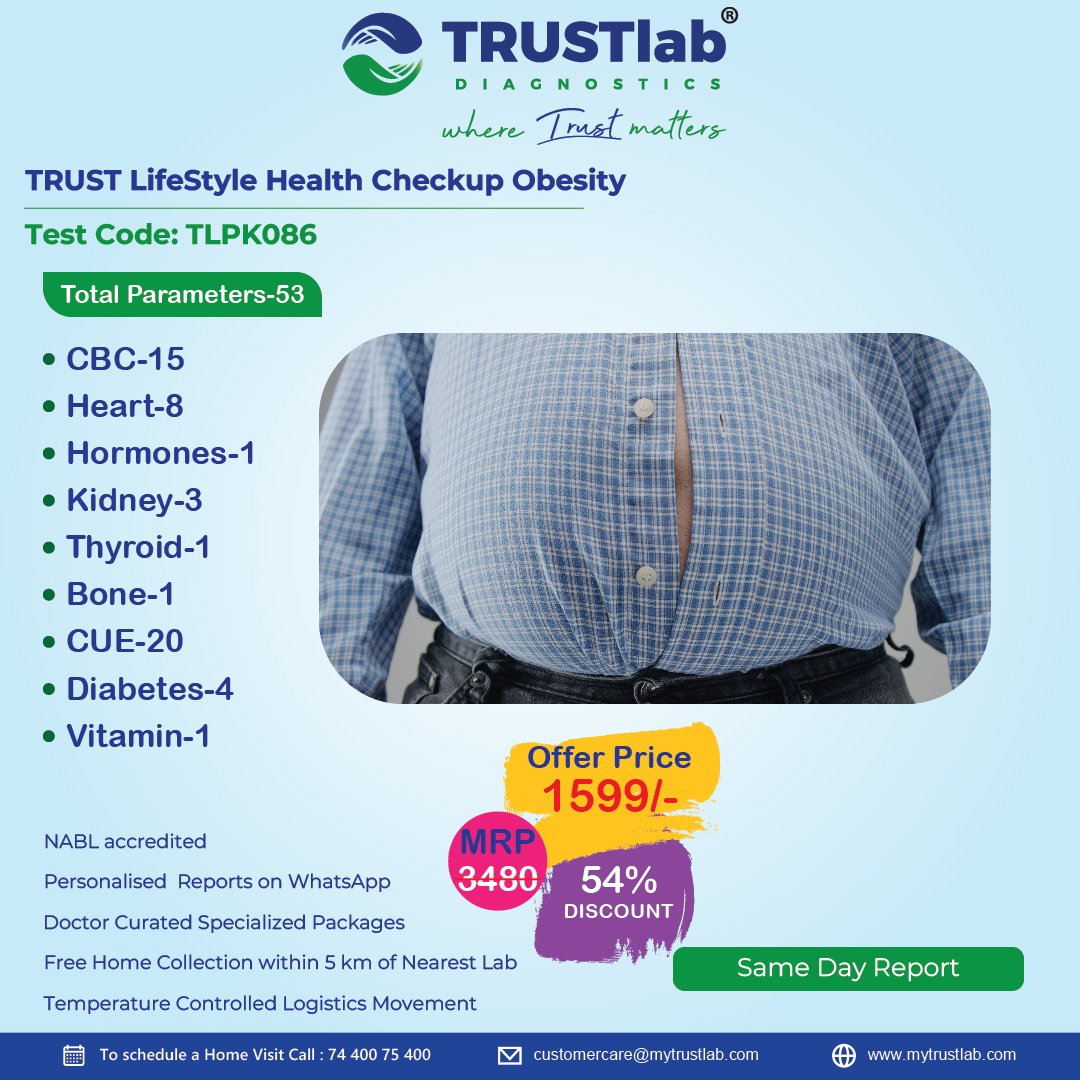 TRUSTlab®
DIAGNOSTICS
where Trust matters
TRUST LifeStyle Health Checkup Obesity
Test Code: TLPK086
Total Parameters-53
• CBC-15
• Heart-8
• Hormones-1
• Kidney-3
• Thyroid-1
• Bone-1
• CUE-20
• Diabetes-4
• Vitamin-1
Offer Price
1599/-
MRP
3480
54%
DISCOUNT
NABL accredited
Personalised Reports on WhatsApp
Doctor Curated Specialized Packages
Free Home Collection within 5 km of Nearest Lab
Temperature Controlled Logistics Movement
Same Day Report
To schedule a Home Visit Call : 74 400 75 400
customercare@mytrustlab.com
www.mytrustlab.com